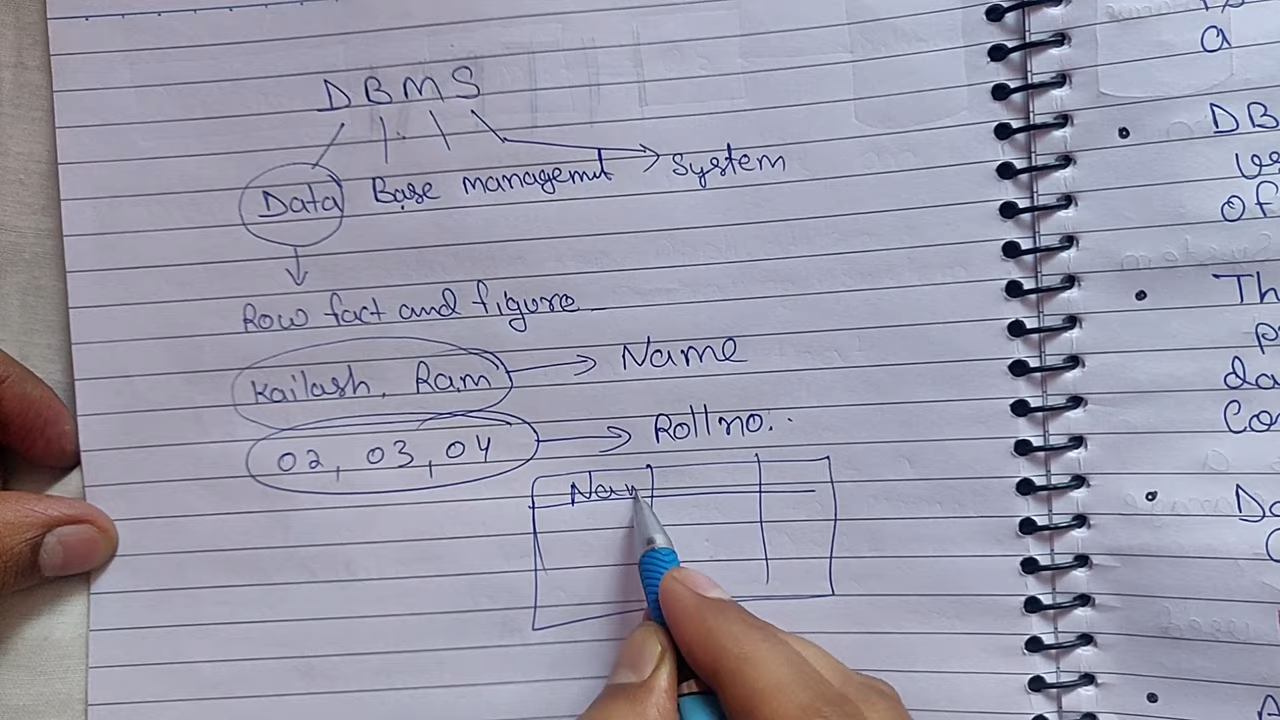 DBMS
Data Base managemt → System
Row fact and figure
Kailash, Ram → Name
02, 03, 04 → Rollno..
Nam
a
DB
of
Th
p
da
Co
Da